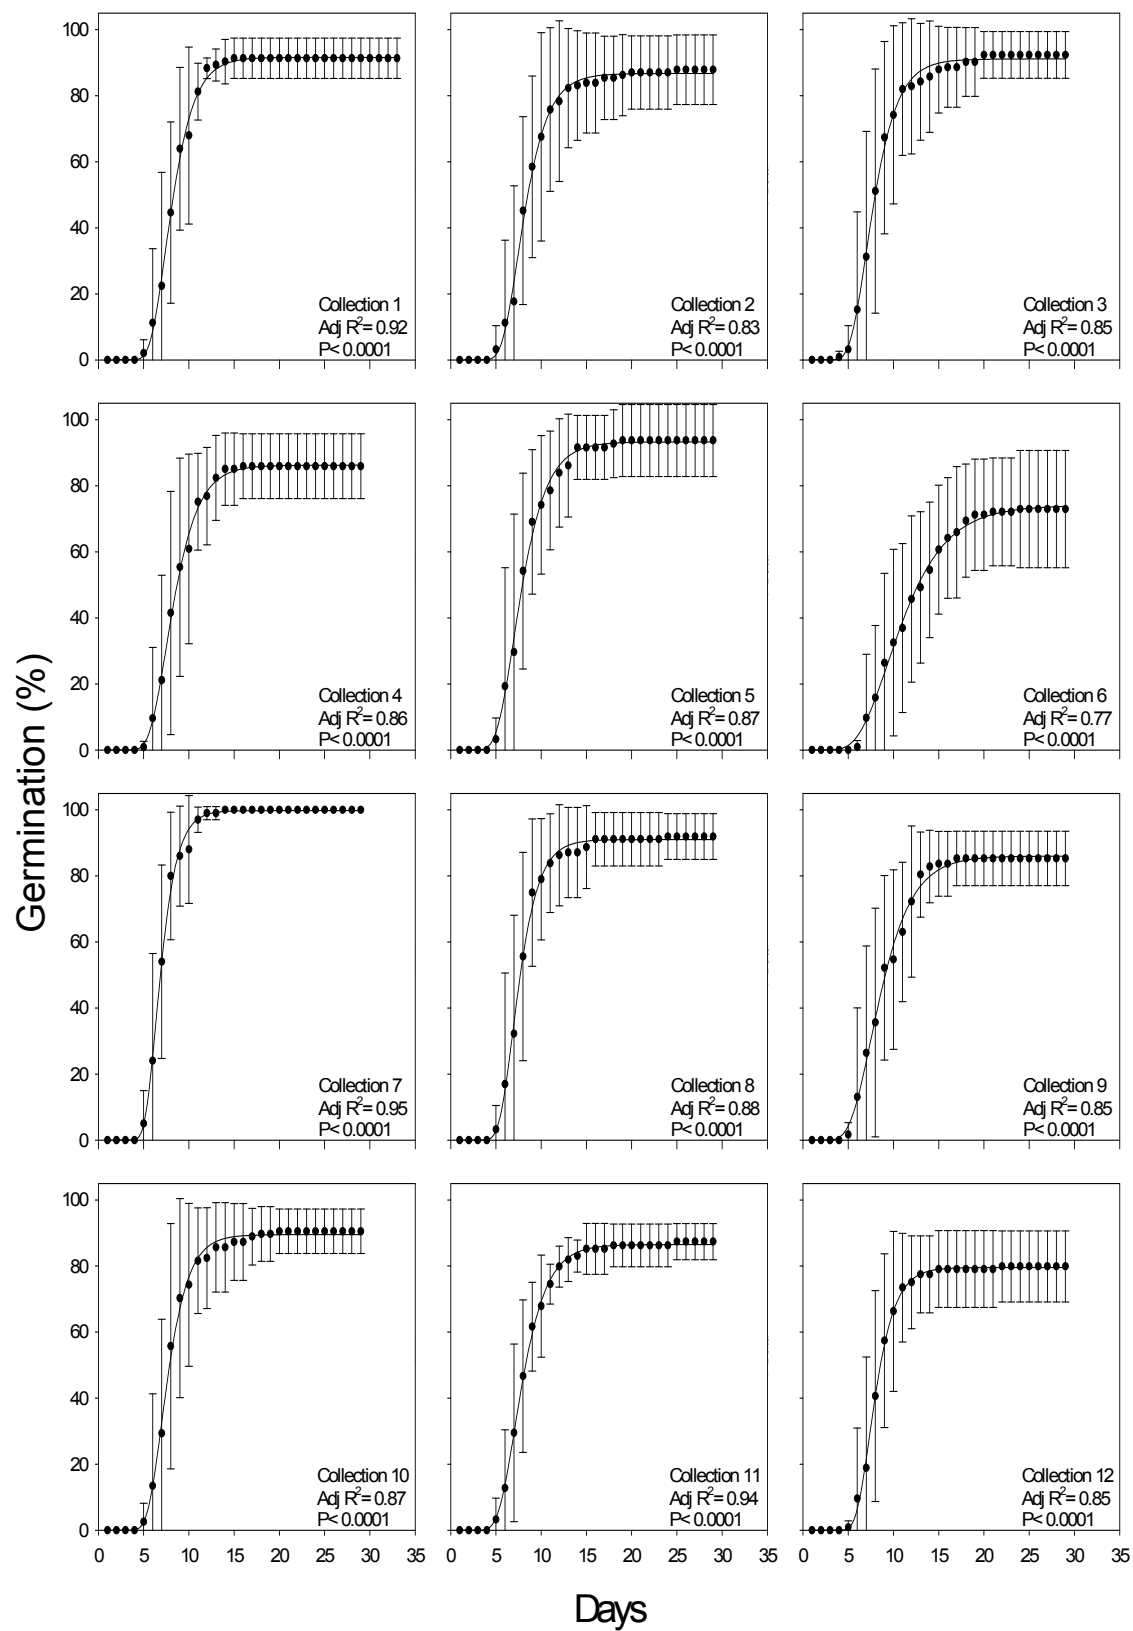 Germination (%)
100
80
60
40
20
0
Collection 1
Adj R²= 0.92
P< 0.0001
Collection 2
Adj R²= 0.83
P< 0.0001
Collection 3
Adj R²= 0.85
P< 0.0001
100
80
60
40
20
0
Collection 4
Adj R²= 0.86
P< 0.0001
Collection 5
Adj R²= 0.87
P< 0.0001
Collection 6
Adj R²= 0.77
P< 0.0001
100
80
60
40
20
0
Collection 7
Adj R²= 0.95
P< 0.0001
Collection 8
Adj R²= 0.88
P< 0.0001
Collection 9
Adj R²= 0.85
P< 0.0001
100
80
60
40
20
0
Collection 10
Adj R²= 0.87
P< 0.0001
Collection 11
Adj R²= 0.94
P< 0.0001
Collection 12
Adj R²= 0.85
P< 0.0001
0 5 10 15 20 25 30 35 0 5 10 15 20 25 30 35 0 5 10 15 20 25 30 35
Days